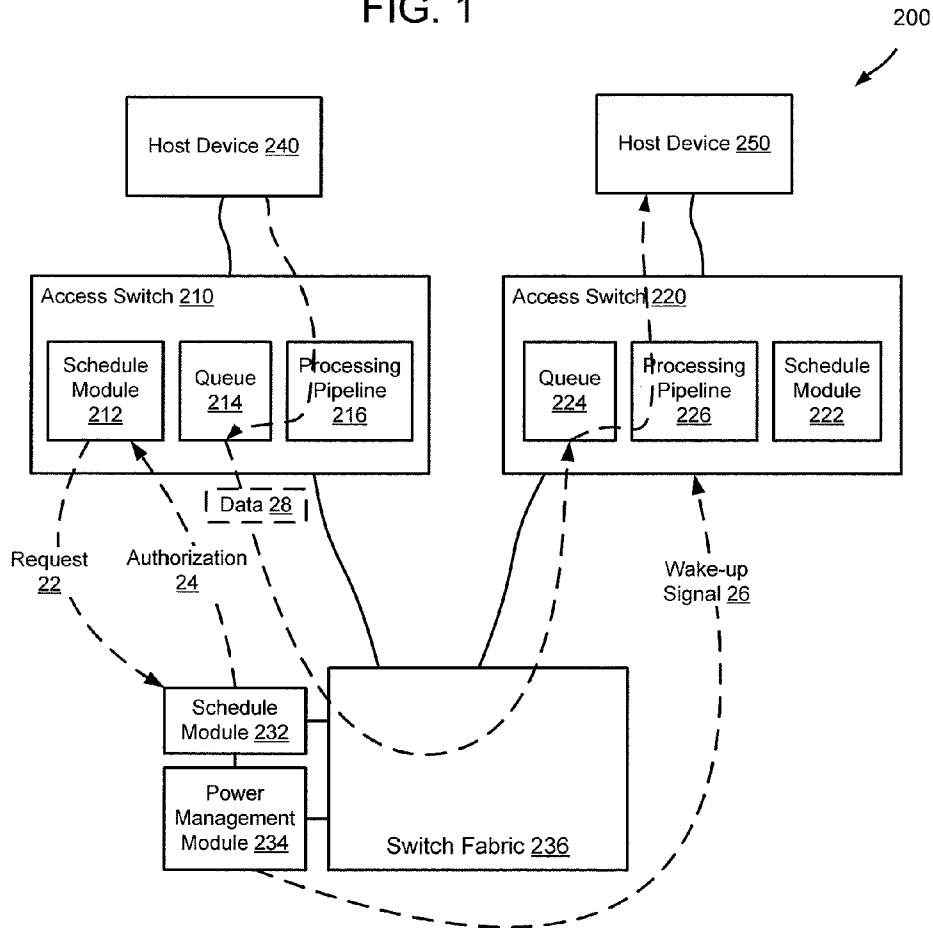 FIG. 1
200
Host Device 240
Host Device 250
Access Switch 210
Schedule
Module
212
Queue
214
Processing
Pipeline
216
Access Switch 220
Queue
224
Processing
Pipeline
226
Schedule
Module
222
Data 28
Request
22
Authorization
24
Wake-up
Signal 26
Schedule
Module 232
Power
Management
Module 234
Switch Fabric 236